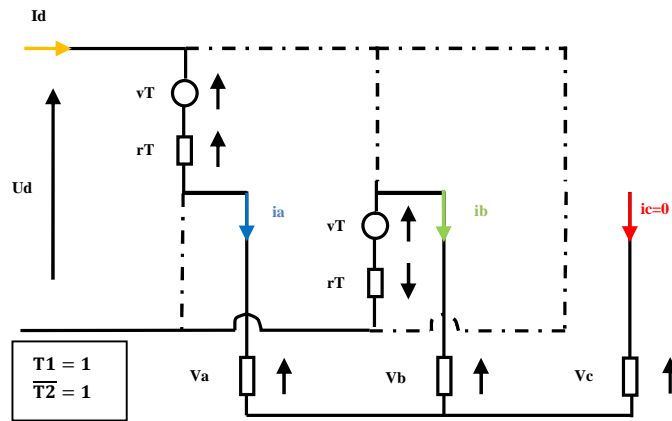 Id
vT
rT
Ud
ia
vT
ib
ic=0
rT
T1 = 1
T2̅ = 1
Va
Vb
Vc